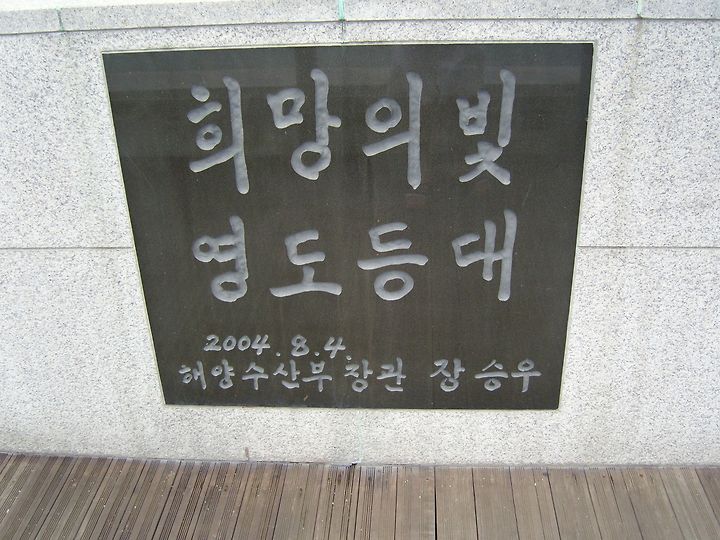 희망의빛
영도등대
2004.8.4.
해양수산부 장관 장승우